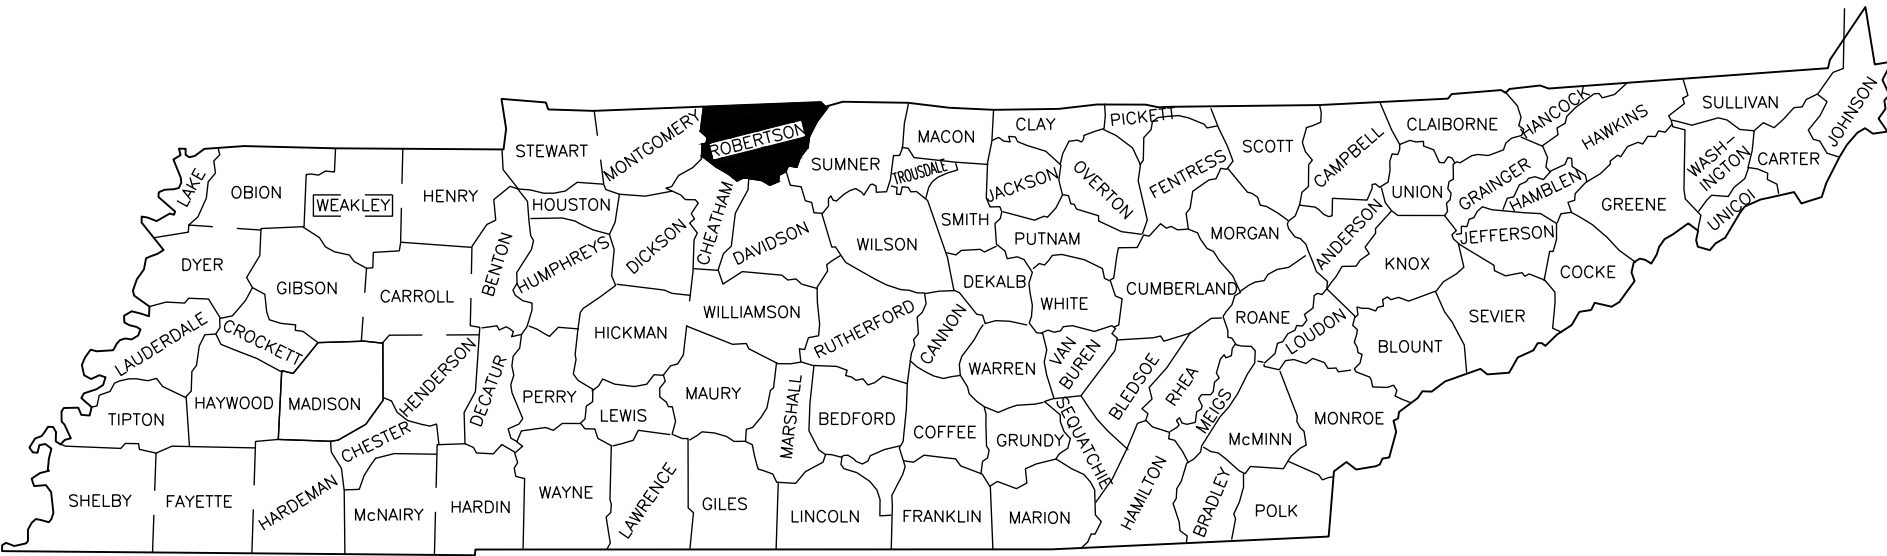 LAKE
OBION
WEAKLEY
HENRY
STEWART
MONTGOMERY
ROBERTSON
SUMNER
MACON
TROUSDALE
CLAY
PICKETT
JACKSON
OVERTON
FENTRESS
SCOTT
CAMPBELL
CLAIBORNE
HANCOCK
HAWKINS
SULLIVAN
JOHNSON
CARTER
WASH-
INGTON
UNICOI
GREENE
HAMBLEN
GRAINGER
UNION
HOUSTON
BENTON
HUMPHREYS
DICKSON
CHEATHAM
DAVIDSON
WILSON
SMITH
PUTNAM
MORGAN
ANDERSON
KNOX
JEFFERSON
COCKE
DYER
GIBSON
CARROLL
HICKMAN
WILLIAMSON
RUTHERFORD
CANNON
DEKALB
WHITE
CUMBERLAND
ROANE
LOUDON
BLOUNT
SEVIER
LAUDERDALE
CROCKETT
HAYWOOD
MADISON
HENDERSON
DECATUR
PERRY
LEWIS
MAURY
MARSHALL
BEDFORD
COFFEE
WARREN
VAN
BUREN
GRUNDY
SEQUATCHIE
BLEDSOE
RHEA
MEIGS
McMINN
MONROE
TIPTON
SHELBY
FAYETTE
HARDEMAN
CHESTER
McNAIRY
HARDIN
WAYNE
LAWRENCE
GILES
LINCOLN
FRANKLIN
MARION
HAMILTON
BRADLEY
POLK